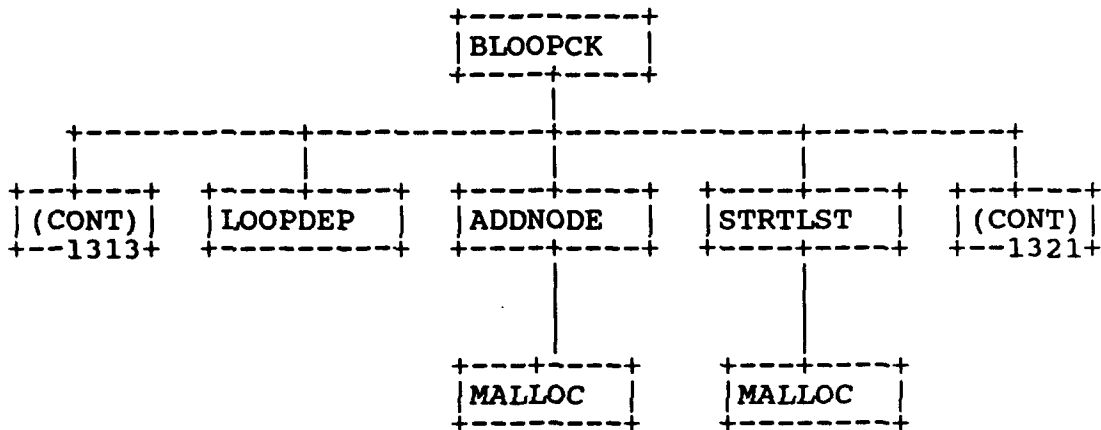 BLOOPCK
(CONT) LOOPDEP ADDNODE STRTLST (CONT)
1313 1321
MALLOC MALLOC